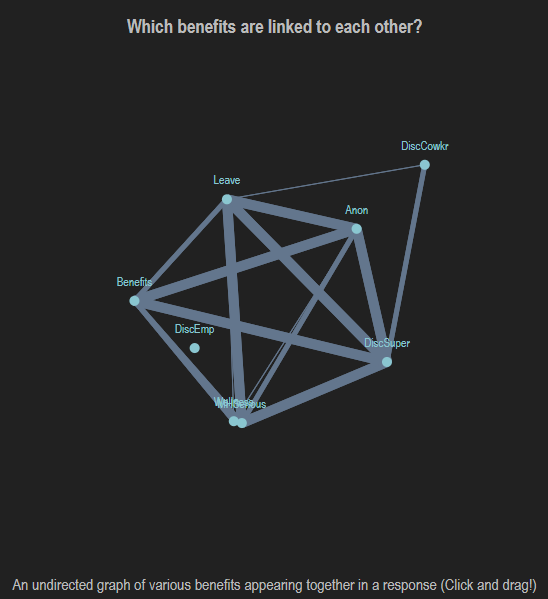 Which benefits are linked to each other?
DiscCowkr
Leave
Anon
Benefits
DiscEmp
DiscSuper
An undirected graph of various benefits appearing together in a response (Click and drag!)